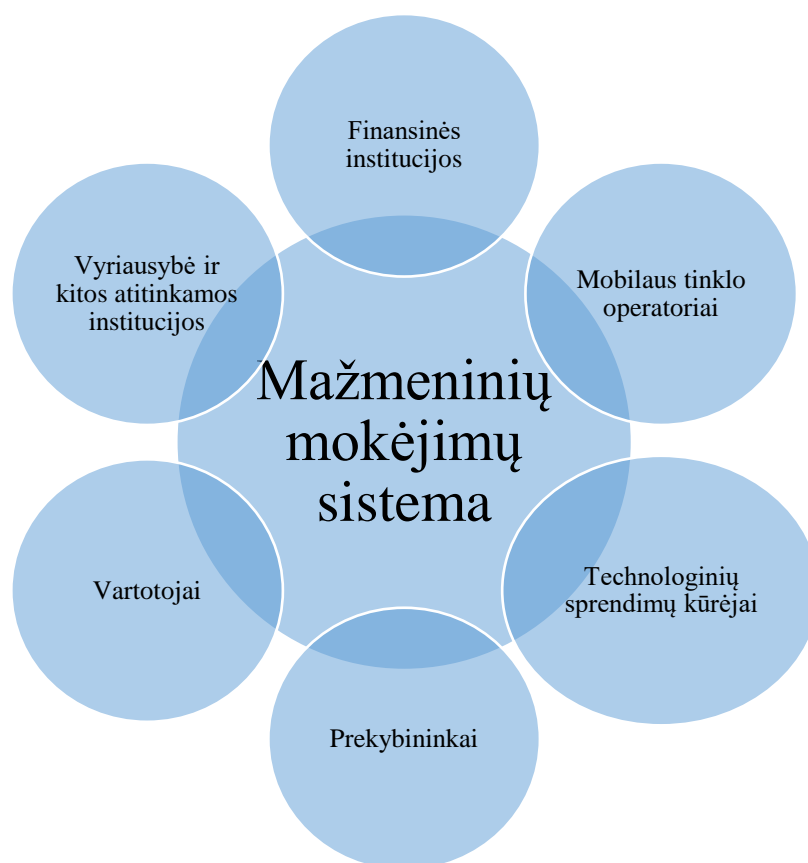 Finansinės
institucijos
Vyriausybė ir
kitos atitinkamos
institucijos
Mobilaus tinklo
operatoriai
Mažmeninių
mokėjimų
sistema
Vartotojai
Technologinių
sprendimų kūrėjai
Prekybininkai